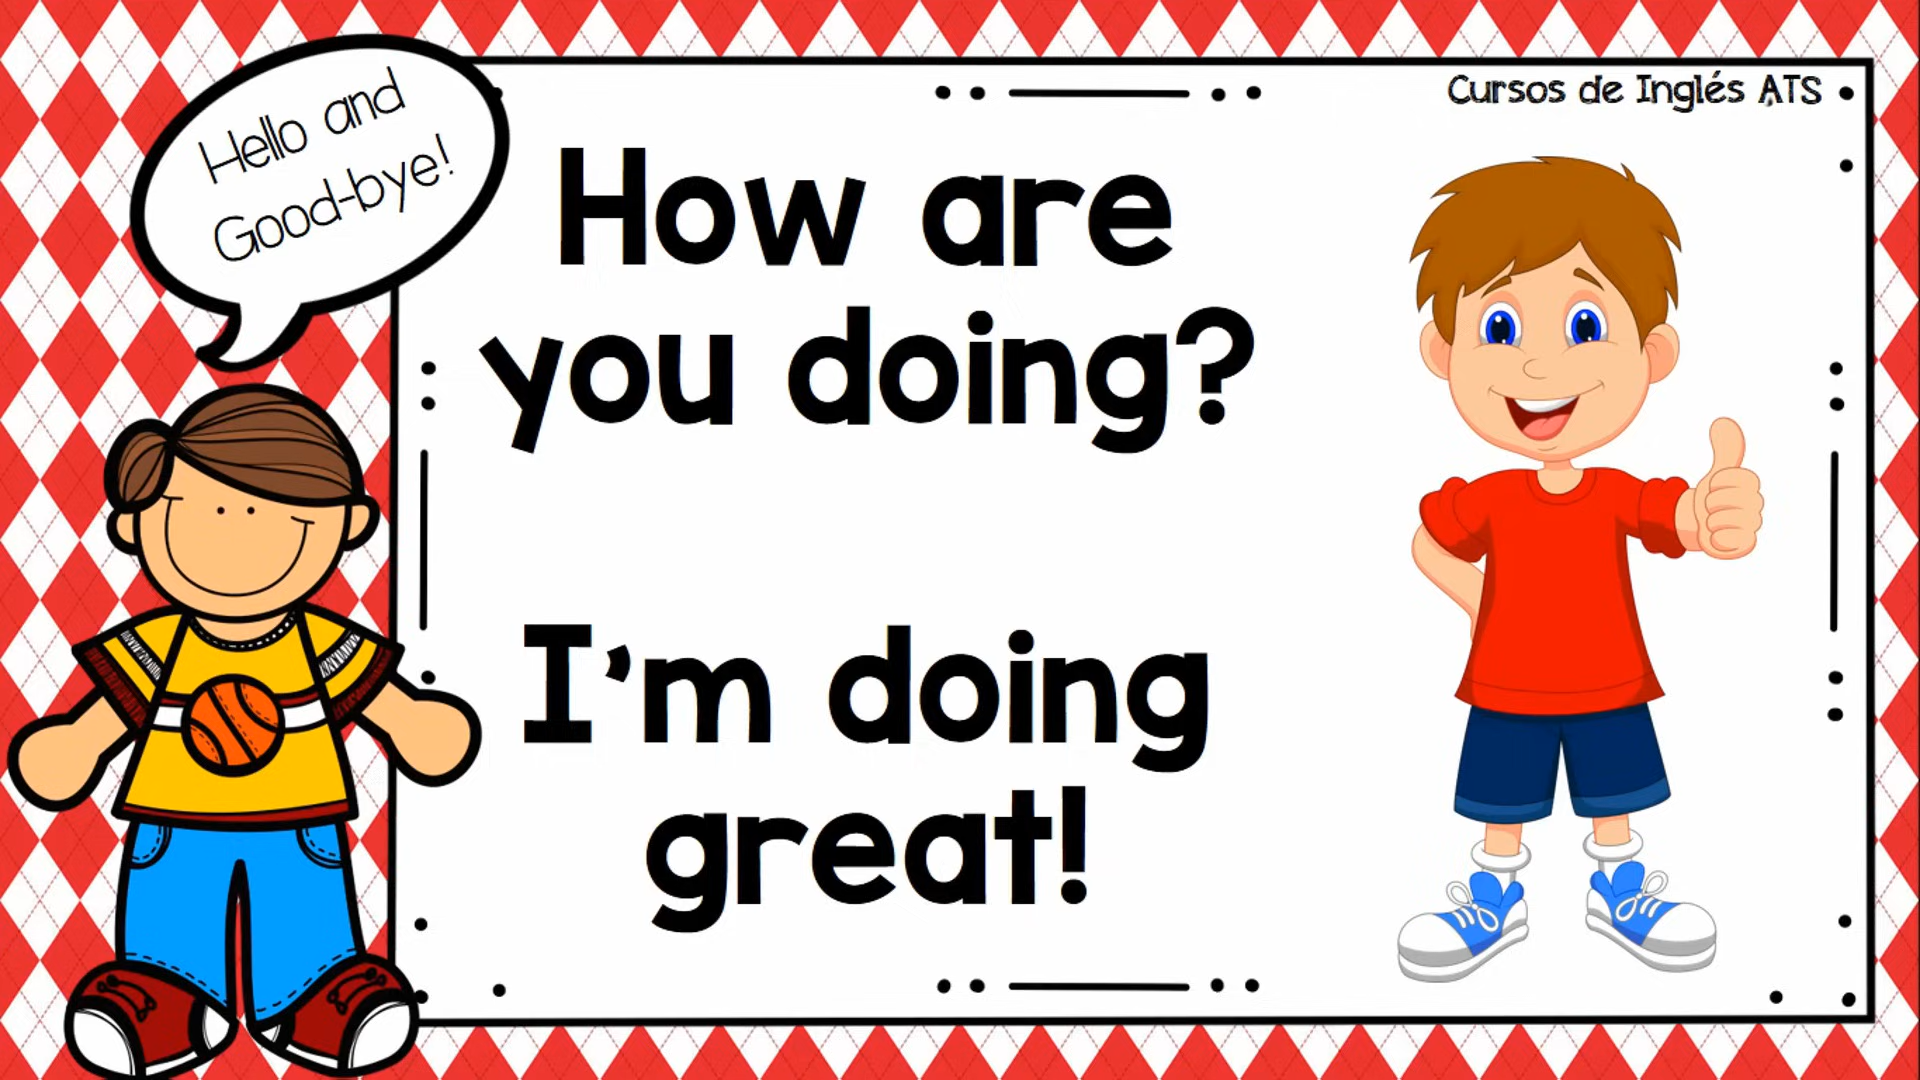 Hello and
Good-bye!
Cursos de Inglés ATS
How are
you doing?
I'm doing
great!